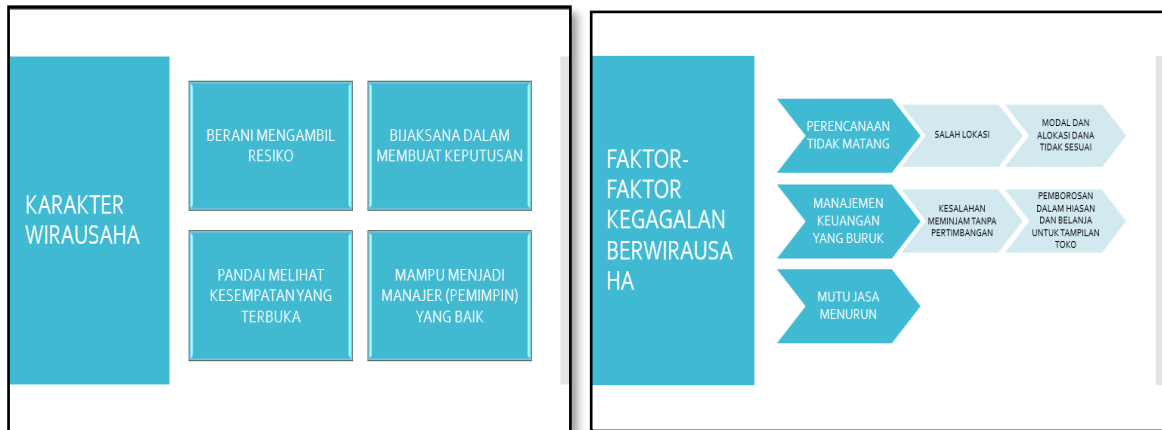 KARAKTER
WIRAUSAHA
BERANI MENGAMBIL
RESIKO
BIJAKSANA DALAM
MEMBUAT KEPUTUSAN
PANDAI MELIHAT
KESEMPATAN YANG
TERBUKA
MAMPU MENJADI
MANAJER (PEMIMPIN)
YANG BAIK
FAKTOR-
FAKTOR
KEGAGALAN
BERWIRAUSA
HA
PERENCANAAN
TIDAK MATANG
SALAH LOKASI
MODAL DAN
ALOKASI DANA
TIDAK SESUAI
MANAJEMEN
KEUANGAN
YANG BURUK
KESALAHAN
MEMINJAM TANPA
PERTIMBANGAN
PEMBOROSAN
DALAM HIASAN
DAN BELANJA
UNTUK TAMPILAN
TOKO
MUTU JASA
MENURUN